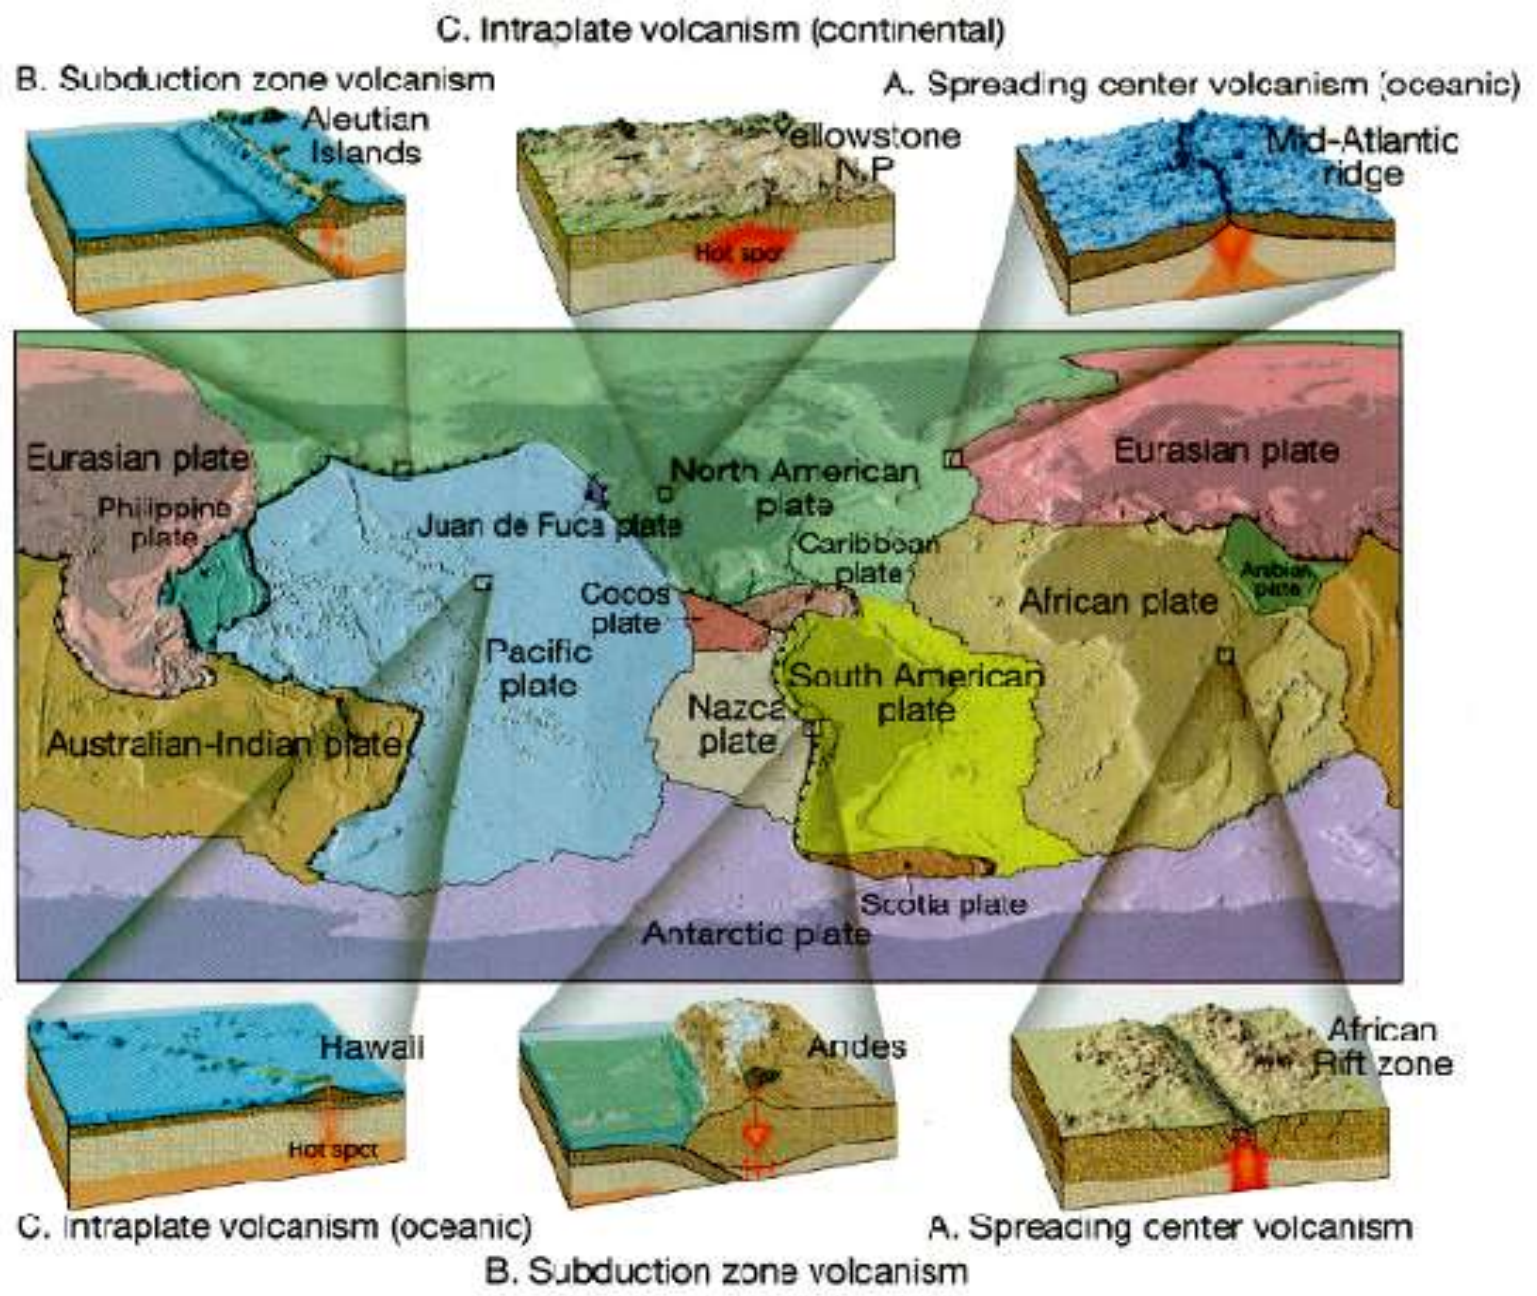 C. Intraplate volcanism (continental)
B. Subduction zone volcanism
A. Spreading center volcanism (oceanic)
Aleutian
Islands
Yellowstone
N.P
Mid-Atlantic
ridge
Hot spot
Eurasian plate
North American
plate
Eurasian plate
Philippine
plate
Juan de Fuca plate
Caribbean
plate
Arabian
plate
Cocos
plate
African plate
Pacific
plate
South American
plate
Nazca
plate
Australian-Indian plate
Scotia plate
Antarctic plate
Hawaii
Hot spot
Andes
African
Rift zone
C. Intraplate volcanism (oceanic)
A. Spreading center volcanism
B. Subduction zone volcanism